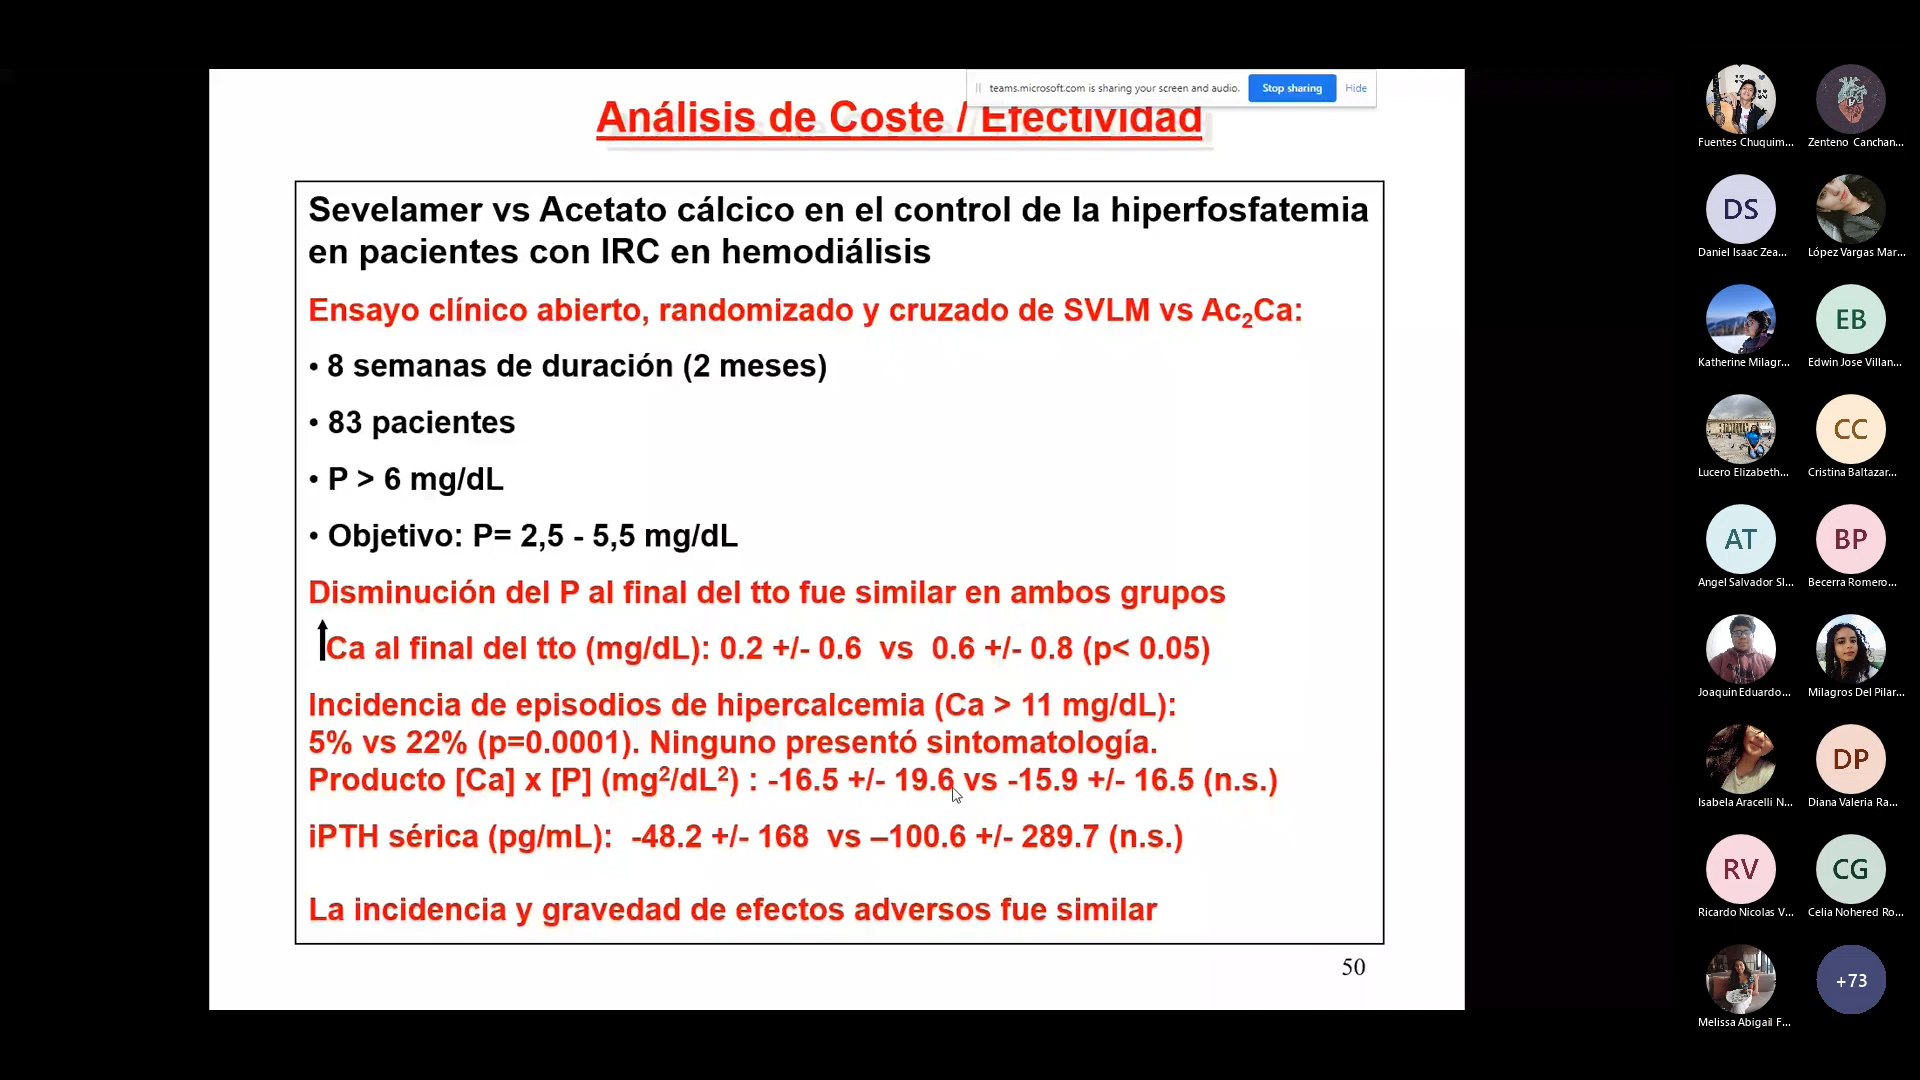 teams.microsoft.com is sharing your screen and audio. Stop sharing Hide
Análisis de Coste / Efectividad
Sevelamer vs Acetato cálcico en el control de la hiperfosfatemia
en pacientes con IRC en hemodiálisis
Ensayo clínico abierto, randomizado y cruzado de SVLM vs Ac₂Ca:
• 8 semanas de duración (2 meses)
• 83 pacientes
• P > 6 mg/dL
• Objetivo: P= 2,5 - 5,5 mg/dL
Disminución del P al final del tto fue similar en ambos grupos
Ca al final del tto (mg/dL): 0.2 +/- 0.6 vs 0.6 +/- 0.8 (p< 0.05)
Incidencia de episodios de hipercalcemia (Ca > 11 mg/dL):
5% vs 22% (p=0.0001). Ninguno presentó sintomatología.
Producto [Ca] x [P] (mg²/dL²) : -16.5 +/- 19.6 vs -15.9 +/- 16.5 (n.s.)
iPTH sérica (pg/mL): -48.2 +/- 168 vs –100.6 +/- 289.7 (n.s.)
La incidencia y gravedad de efectos adversos fue similar
50
Fuentes Chuquim... Zenteno Canchan...
DS
Daniel Isaac Zea... López Vargas Mar...
EB
Katherine Milagr... Edwin Jose Villan...
CC
Lucero Elizabeth... Cristina Baltazar...
AT BP
Angel Salvador Sl... Becerra Romero...
Joaquin Eduardo... Milagros Del Pilar...
DP
Isabela Aracelli N... Diana Valeria Ra...
RV CG
Ricardo Nicolas V... Celia Nohered Ro...
+73
Melissa Abigail F...